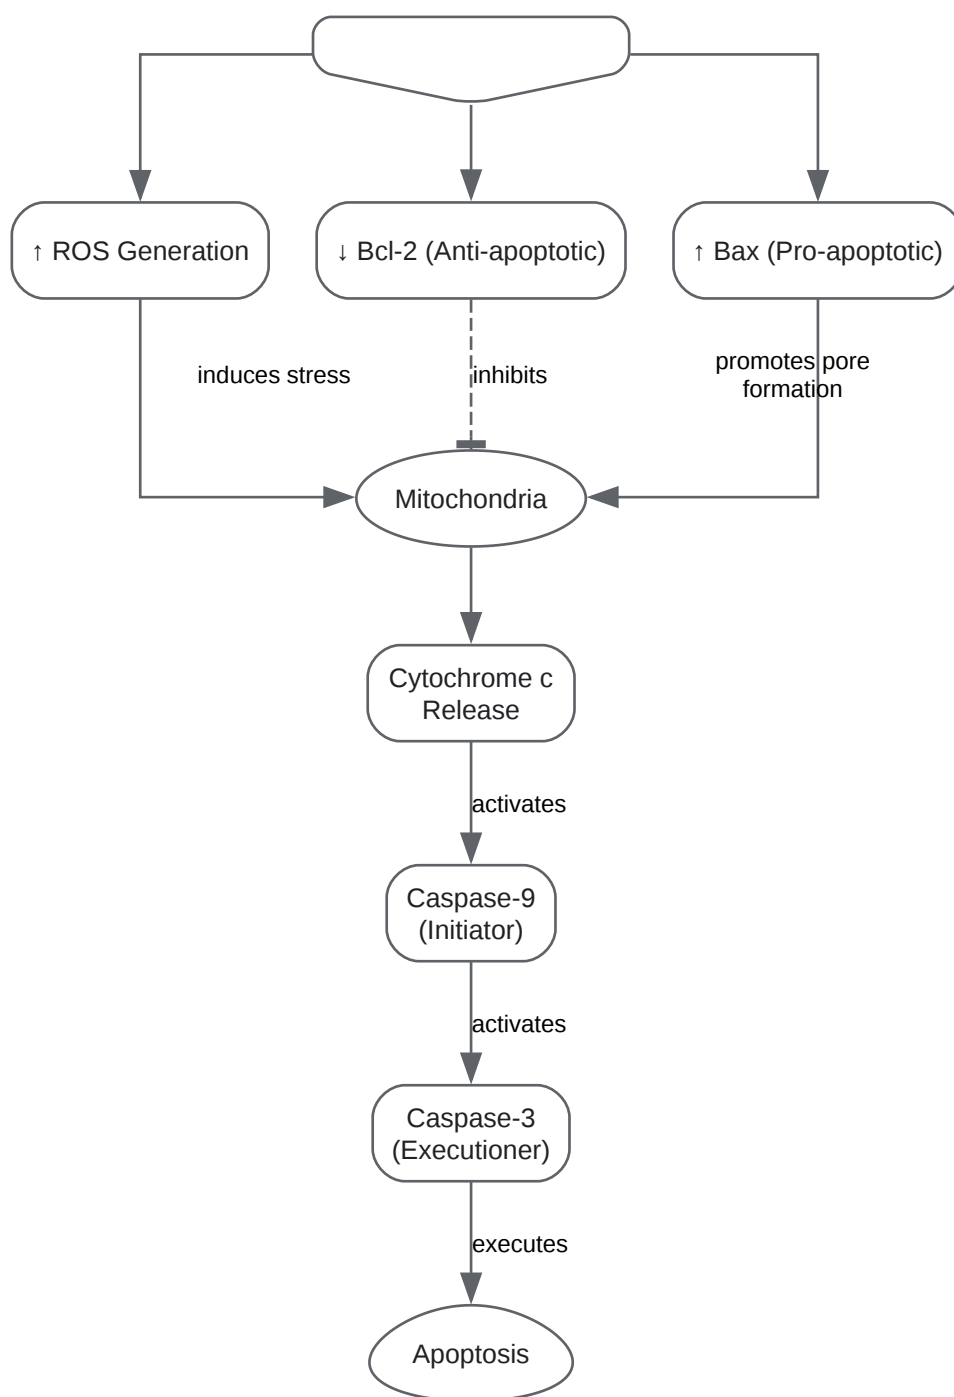 ↑ ROS Generation
↓ Bcl-2 (Anti-apoptotic)
↑ Bax (Pro-apoptotic)
induces stress
inhibits
promotes pore
formation
Mitochondria
Cytochrome c
Release
activates
Caspase-9
(Initiator)
activates
Caspase-3
(Executioner)
executes
Apoptosis